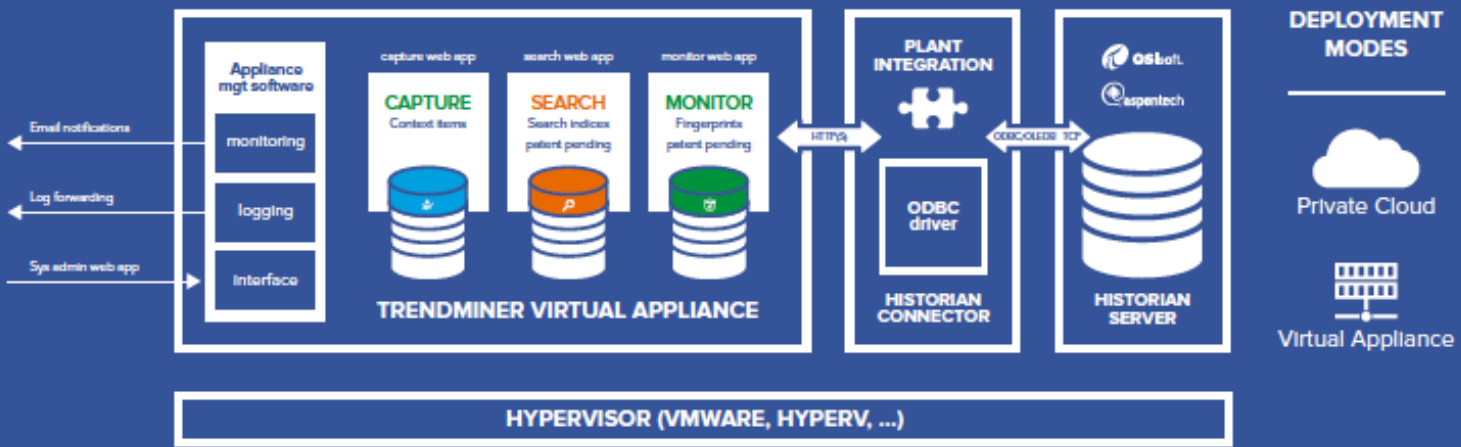 Email notifications
Log forwarding
Sys admin web app
Appliance
mgt software
monitoring
logging
interface
capture web app
CAPTURE
Context items
search web app
SEARCH
Search indices
patent pending
monitor web app
MONITOR
Fingerprints
patent pending
TRENDMINER VIRTUAL APPLIANCE
HTTP(S)
PLANT
INTEGRATION
ODBC
driver
HISTORIAN
CONNECTOR
ODBC/OLEDB TCP
OSIsoft.
aspentech
HISTORIAN
SERVER
DEPLOYMENT
MODES
Private Cloud
Virtual Appliance
HYPERVISOR (VMWARE, HYPERV, ...)